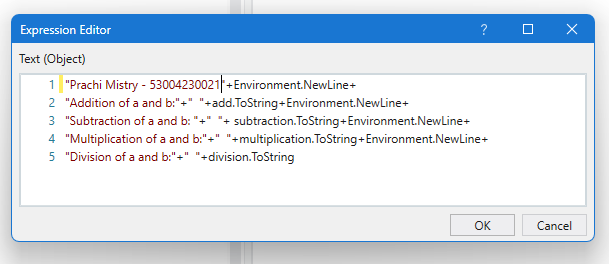 Expression Editor
Text (Object)
1 "Prachi Mistry - 53004230021"+Environment.NewLine+
2 "Addition of a and b:"+"  "+add.ToString+Environment.NewLine+
3 "Subtraction of a and b: "+"  "+ subtraction.ToString+Environment.NewLine+
4 "Multiplication of a and b:"+"  "+multiplication.ToString+Environment.NewLine+
5 "Division of a and b:"+"  "+division.ToString
OK Cancel